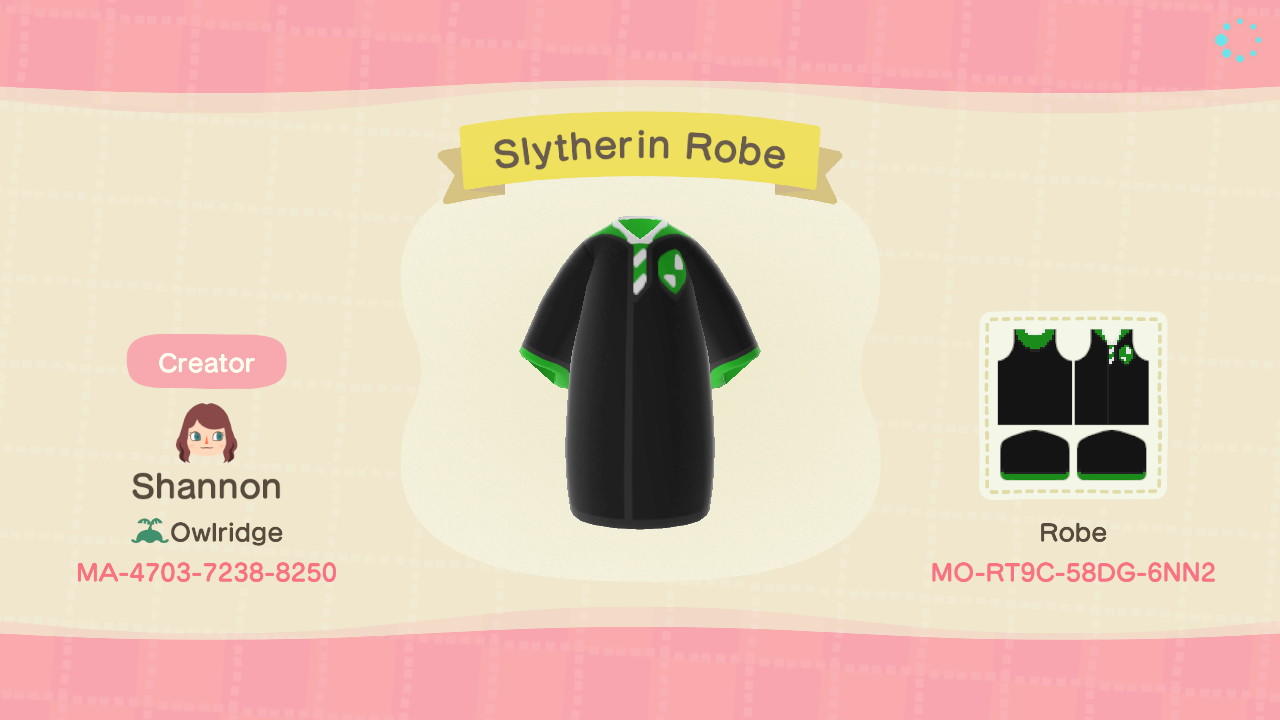 Slytherin Robe
Creator
Shannon
Owlridge
MA-4703-7238-8250
Robe
MO-RT9C-58DG-6NN2